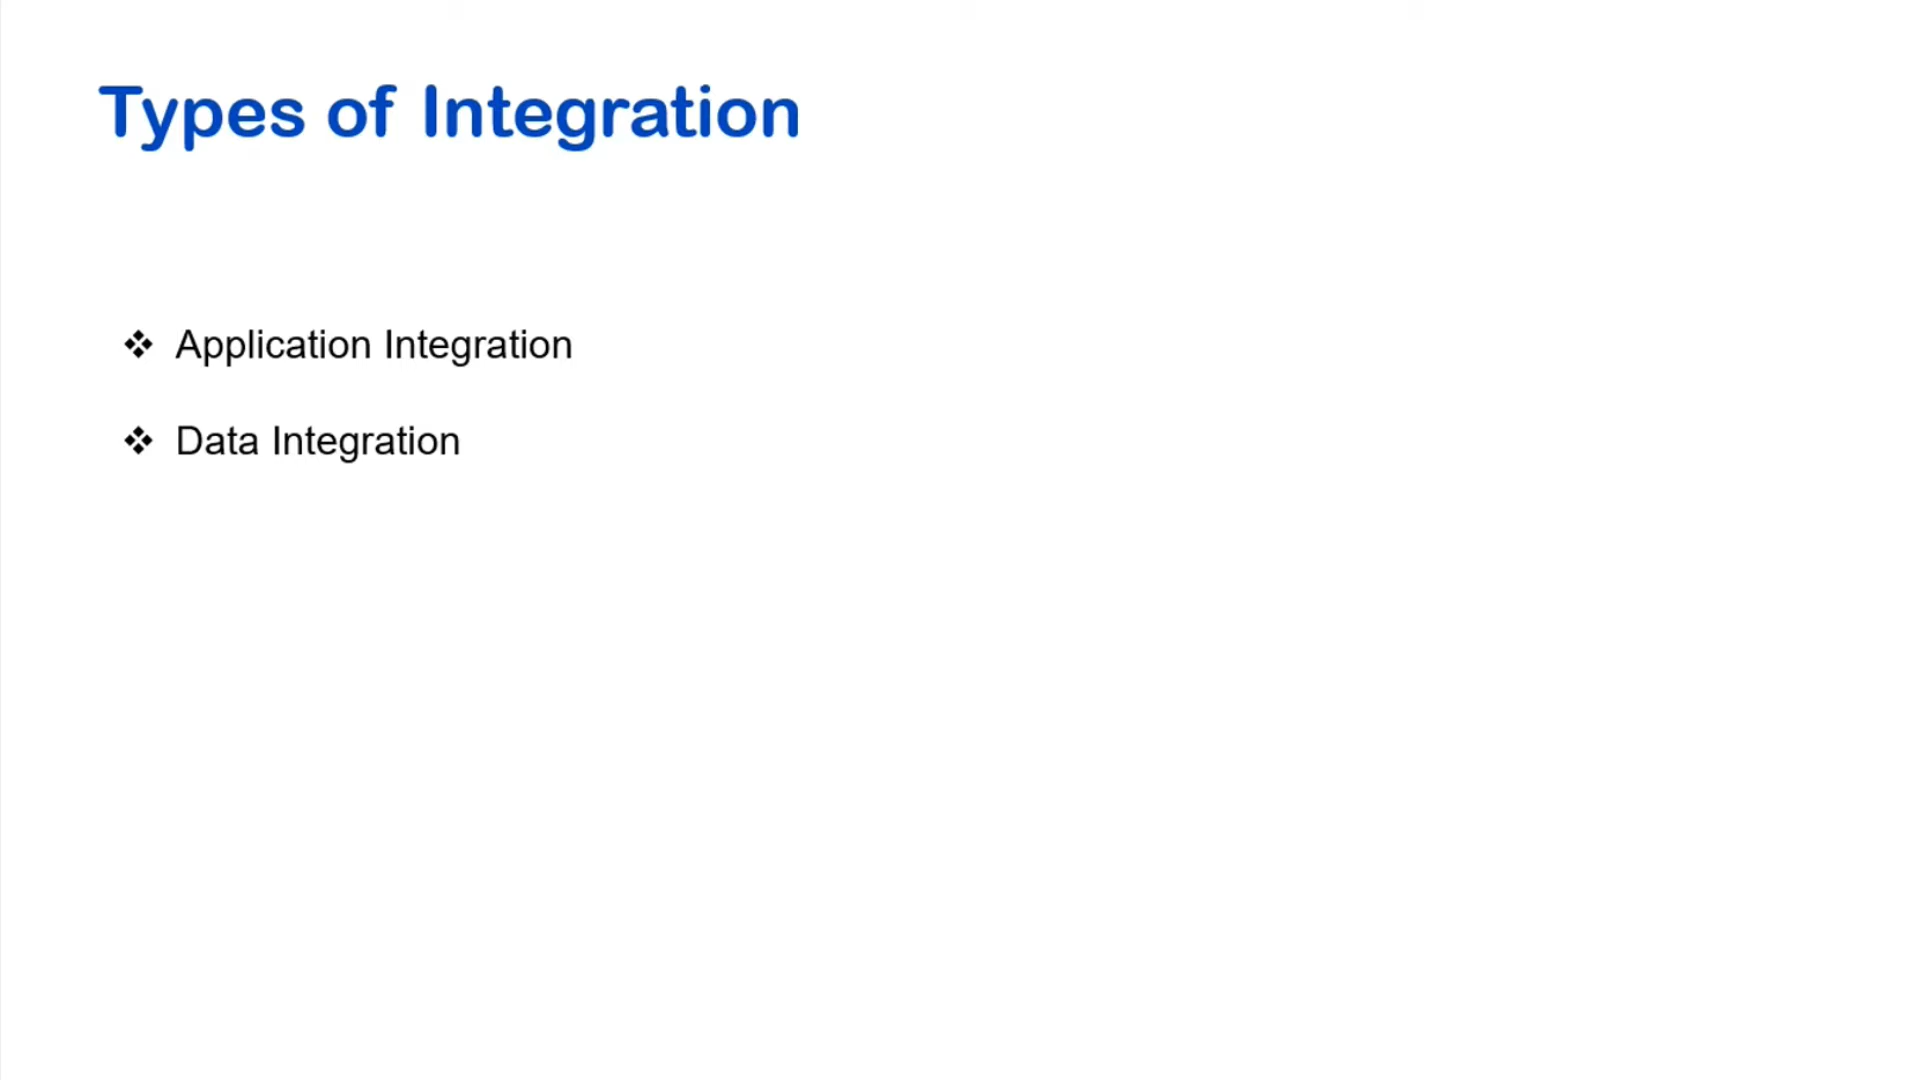 Types of Integration
❖ Application Integration
❖ Data Integration